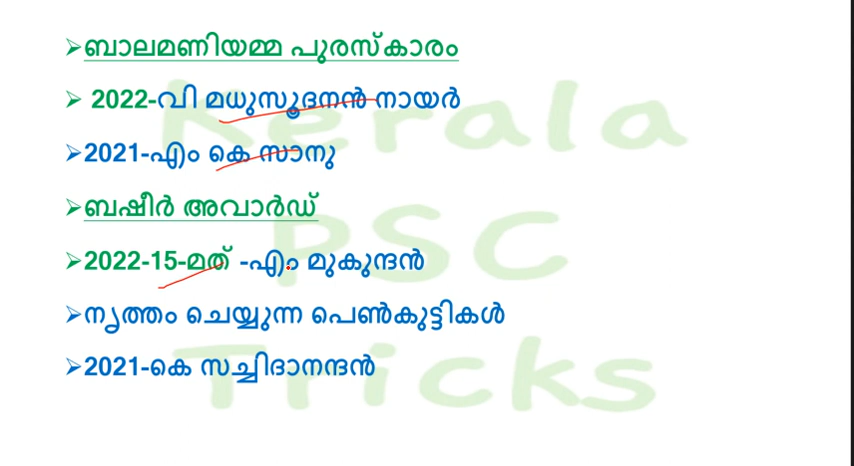 ➢ബാലമണിയമ്മ പുരസ്കാരം
➢ 2022-വി മധുസൂദനൻ നായർ
➢2021-എം കെ സാനു
➢ബഷീർ അവാർഡ്
➢2022-15-മത് -എം മുകുന്ദൻ
➢നൃത്തം ചെയ്യുന്ന പെൺകുട്ടികൾ
➢2021-കെ സച്ചിദാനന്ദൻ
Kerala
PSC
Tricks